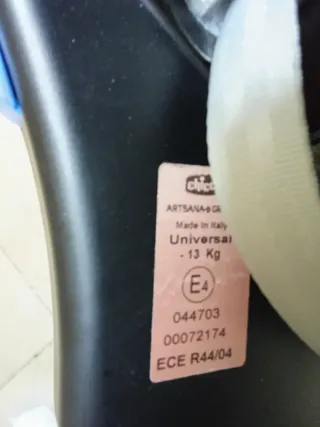 chicco
ARTSANA
Made in Italy
Universal
- 13 Kg
E4
044703
00072174
ECE R44/04